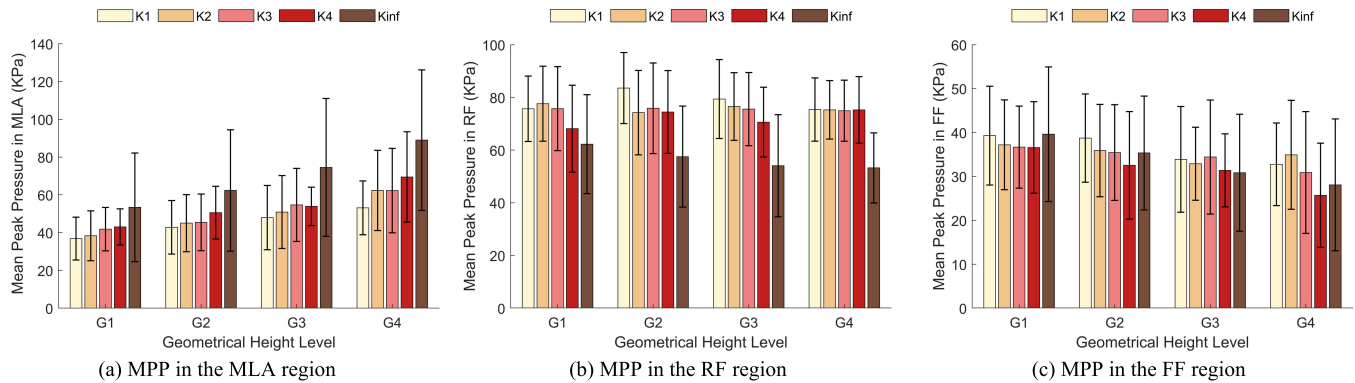 K1 K2 K3 K4 Kinf
Mean Peak Pressure in MLA (KPa)
140
120
100
80
60
40
20
0
G1 G2 G3 G4
Geometrical Height Level
(a) MPP in the MLA region
K1 K2 K3 K4 Kinf
Mean Peak Pressure in RF (KPa)
100
80
60
40
20
0
G1 G2 G3 G4
Geometrical Height Level
(b) MPP in the RF region
K1 K2 K3 K4 Kinf
Mean Peak Pressure in FF (KPa)
60
50
40
30
20
10
0
G1 G2 G3 G4
Geometrical Height Level
(c) MPP in the FF region